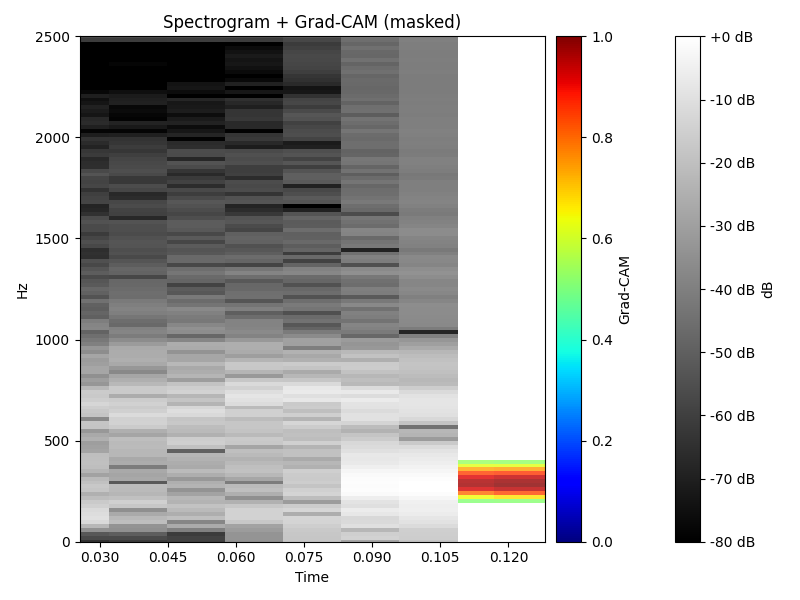 Spectrogram + Grad-CAM (masked)
2500
2000
1500
1000
500
0
Hz
0.030 0.045 0.060 0.075 0.090 0.105 0.120
Time
1.0
0.8
0.6
0.4
0.2
0.0
Grad-CAM
+0 dB
-10 dB
-20 dB
-30 dB
-40 dB
-50 dB
-60 dB
-70 dB
-80 dB
dB